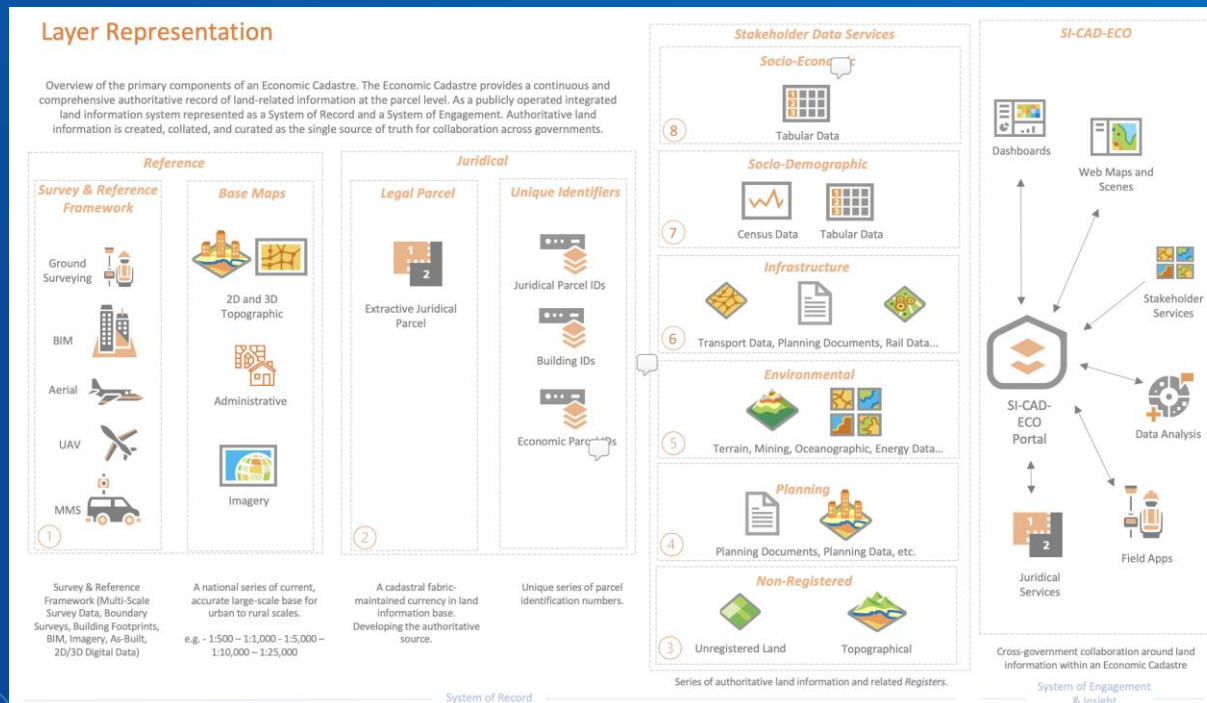 Layer Representation
Overview of the primary components of an Economic Cadastre. The Economic Cadastre provides a continuous and
comprehensive authoritative record of land-related information at the parcel level. As a publicly operated integrated
land information system represented as a System of Record and a System of Engagement. Authoritative land
information is created, collated, and curated as the single source of truth for collaboration across governments.
Reference
Survey & Reference
Framework
Ground
Surveying
BIM
Aerial
UAV
MMS
1
Base Maps
2D and 3D
Topographic
Administrative
Imagery
Juridical
Legal Parcel
1
2
Extractive Juridical
Parcel
2
Unique Identifiers
Juridical Parcel IDs
Building IDs
Economic Parcel IDs
Survey & Reference
Framework (Multi-Scale
Survey Data, Boundary
Surveys, Building Footprints,
BIM, Imagery, As-Built,
2D/3D Digital Data)
A national series of current,
accurate large-scale base for
urban to rural scales.
e.g. - 1:500 – 1:1,000 - 1:5,000 –
1:10,000 – 1:25,000
A cadastral fabric-
maintained currency in land
information base.
Developing the authoritative
source.
Unique series of parcel
identification numbers.
Stakeholder Data Services
Socio-Economic
1
2
3
Tabular Data
8
Socio-Demographic
1
2
3
Census Data
Tabular Data
7
Infrastructure
Transport Data, Planning Documents, Rail Data...
6
Environmental
Terrain, Mining, Oceanographic, Energy Data...
5
Planning
Planning Documents, Planning Data, etc.
4
Non-Registered
Unregistered Land
Topographical
3
Series of authoritative land information and related Registers.
System of Record
SI-CAD-ECO
Dashboards
Web Maps and
Scenes
Stakeholder
Services
SI-CAD-
ECO
Portal
Data Analysis
1
2
Juridical
Services
Field Apps
Cross-government collaboration around land
information within an Economic Cadastre
System of Engagement
& Insight